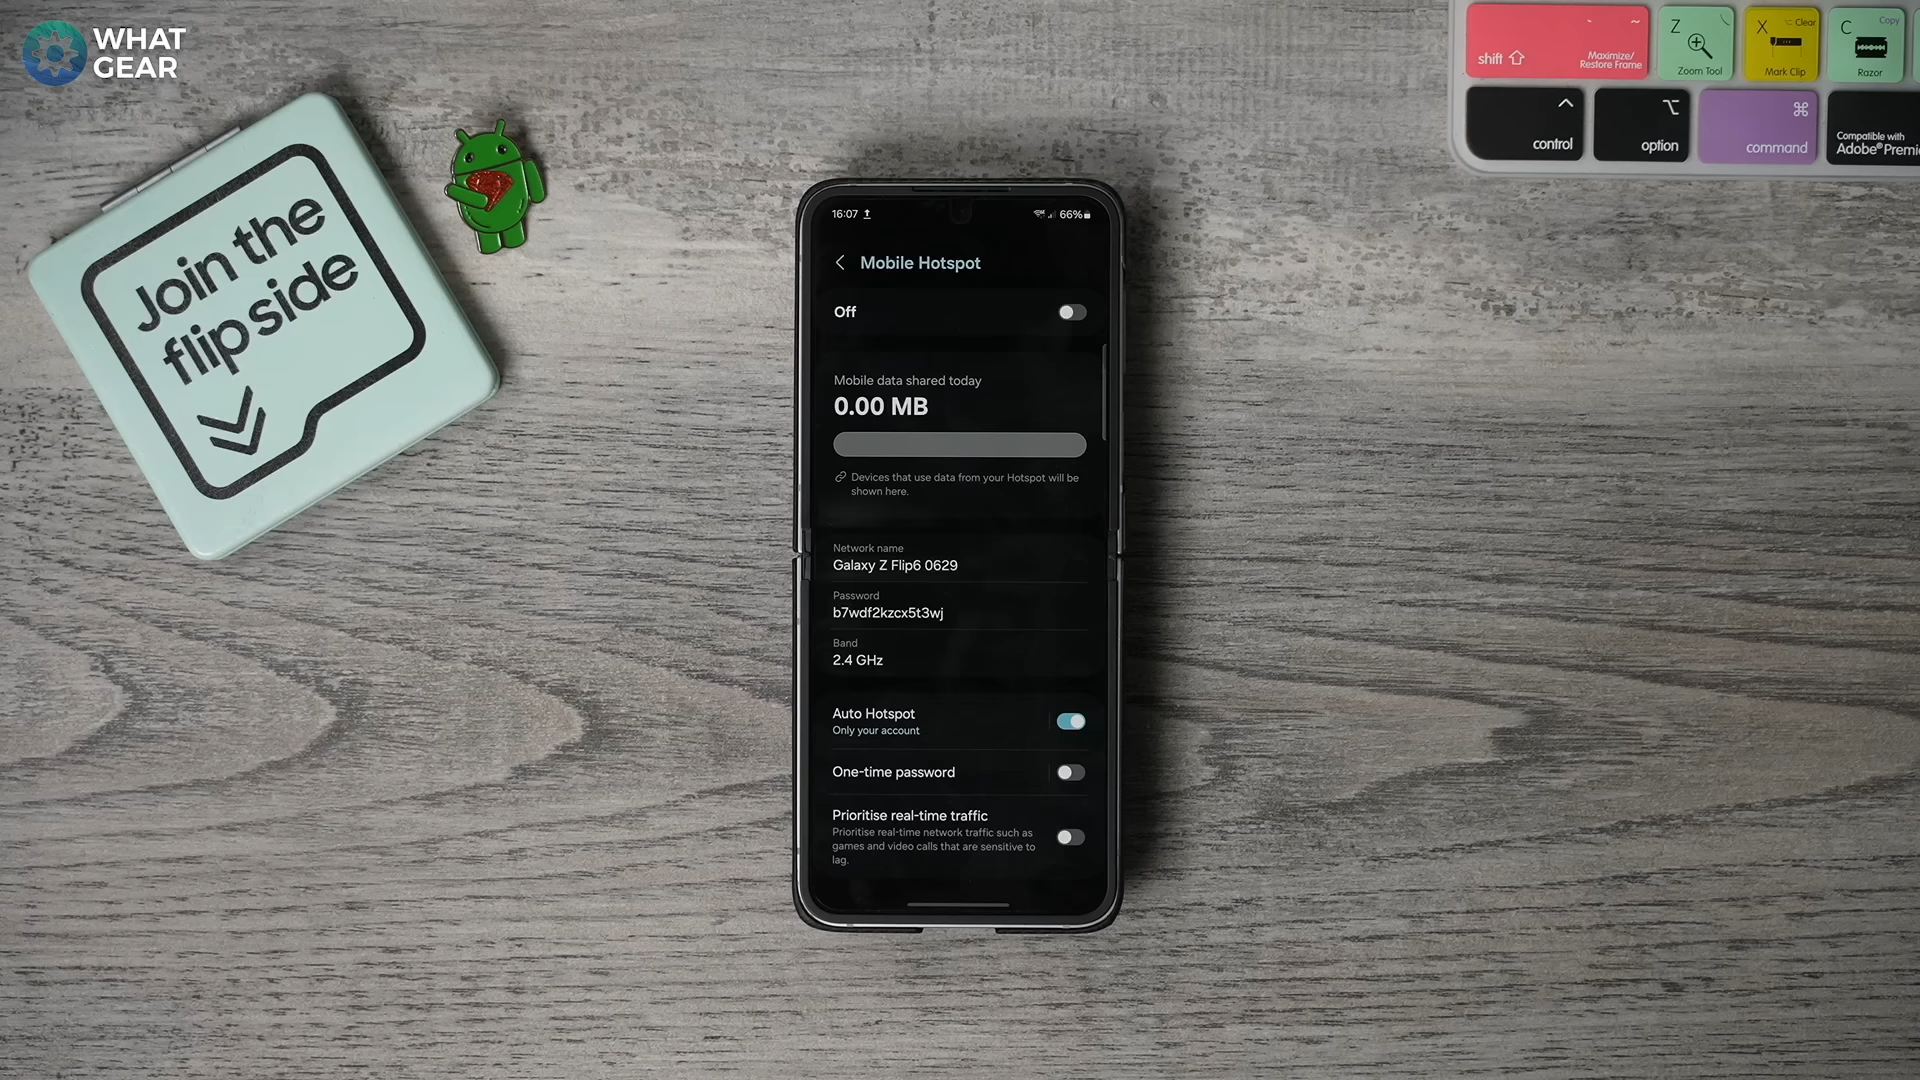 WHAT
GEAR
Join the
flip side
shift
Maximize/
Restore Frame
Z
Zoom Tool
X
Clear
Mark Clip
C
Copy
Razor
control
option
command
Compatible with
16:07
66%
Mobile Hotspot
Off
Mobile data shared today
0.00 MB
Devices that use data from your Hotspot will be
shown here.
Network name
Galaxy Z Flip6 0629
Password
b7wdf2kzcx5t3wj
Band
2.4 GHz
Auto Hotspot
Only your account
One-time password
Prioritise real-time traffic
Prioritise real-time network traffic such as
games and video calls that are sensitive to
lag.